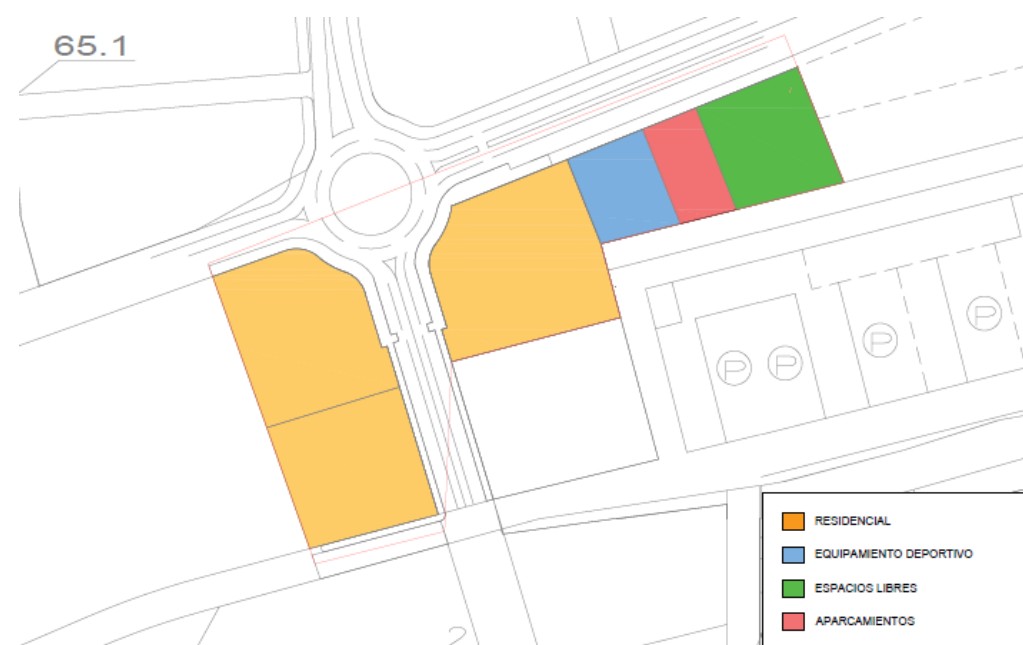 65.1
P
P
P
P
2
RESIDENCIAL
EQUIPAMIENTO DEPORTIVO
ESPACIOS LIBRES
APARCAMIENTOS